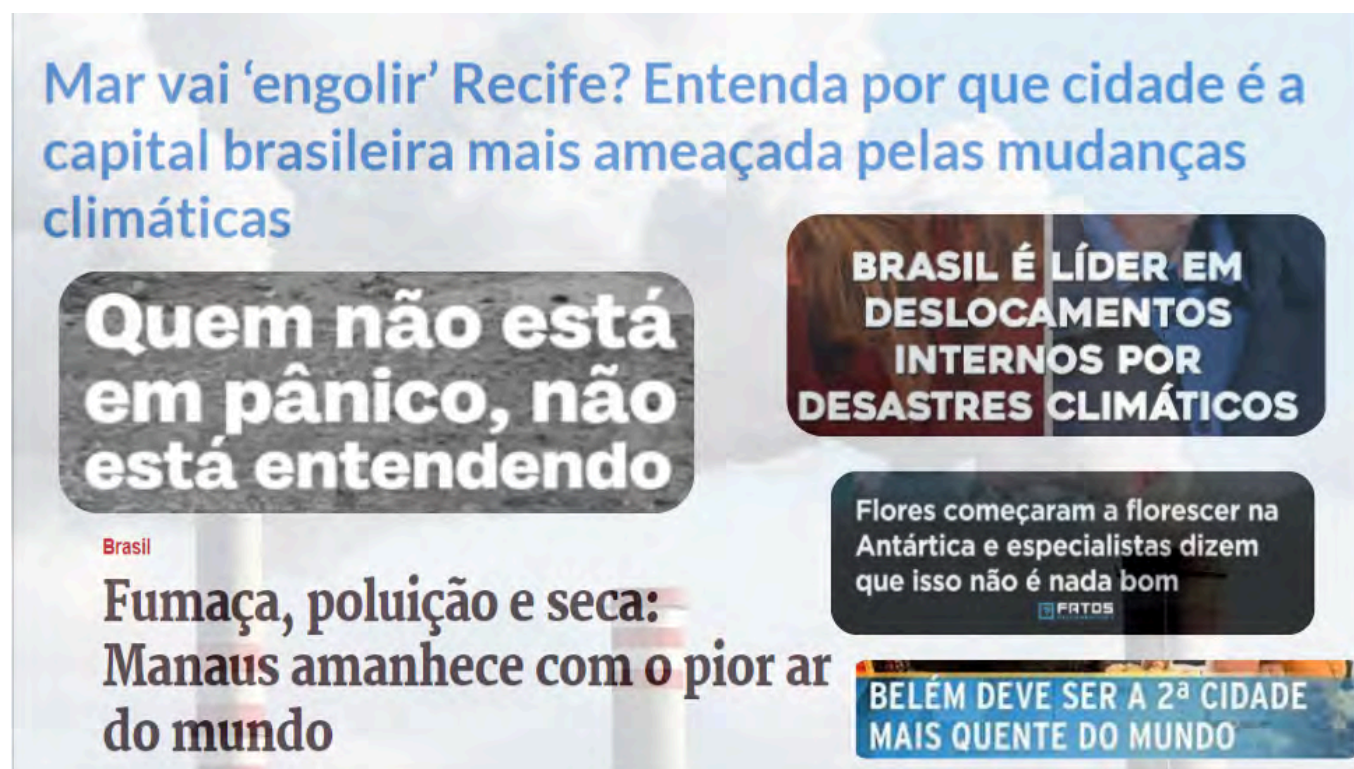 Mar vai ‘engolir’ Recife? Entenda por que cidade é a
capital brasileira mais ameaçada pelas mudanças
climáticas
Quem não está
em pânico, não
está entendendo
BRASIL É LÍDER EM
DESLOCAMENTOS
INTERNOS POR
DESASTRES CLIMÁTICOS
Flores começaram a florescer na
Antártica e especialistas dizem
que isso não é nada bom
FATOS
Brasil
Fumaça, poluição e seca:
Manaus amanhece com o pior ar
do mundo
BELÉM DEVE SER A 2ª CIDADE
MAIS QUENTE DO MUNDO